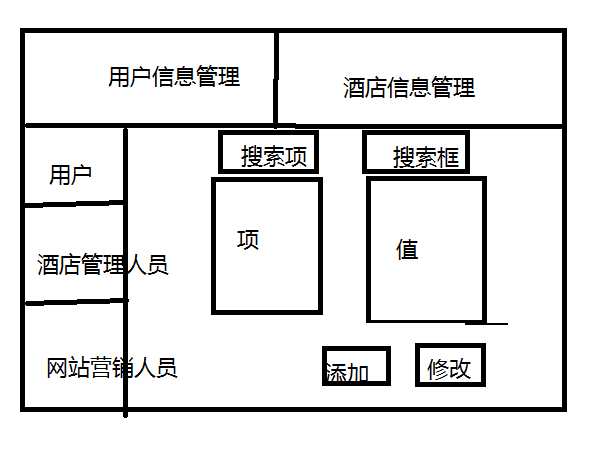 用户信息管理
酒店信息管理
搜索项
搜索框
用户
项
值
酒店管理人员
网站营销人员
添加
修改